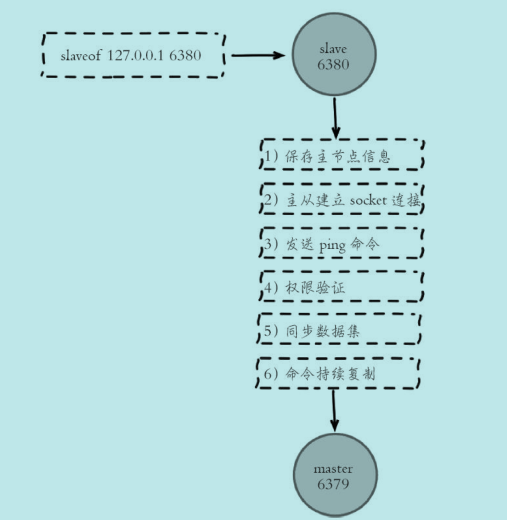 slaveof 127.0.0.1 6380
slave
6380
1) 保存主节点信息
2) 主从建立 socket 连接
3) 发送 ping 命令
4) 权限验证
5) 同步数据集
6) 命令持续复制
master
6379